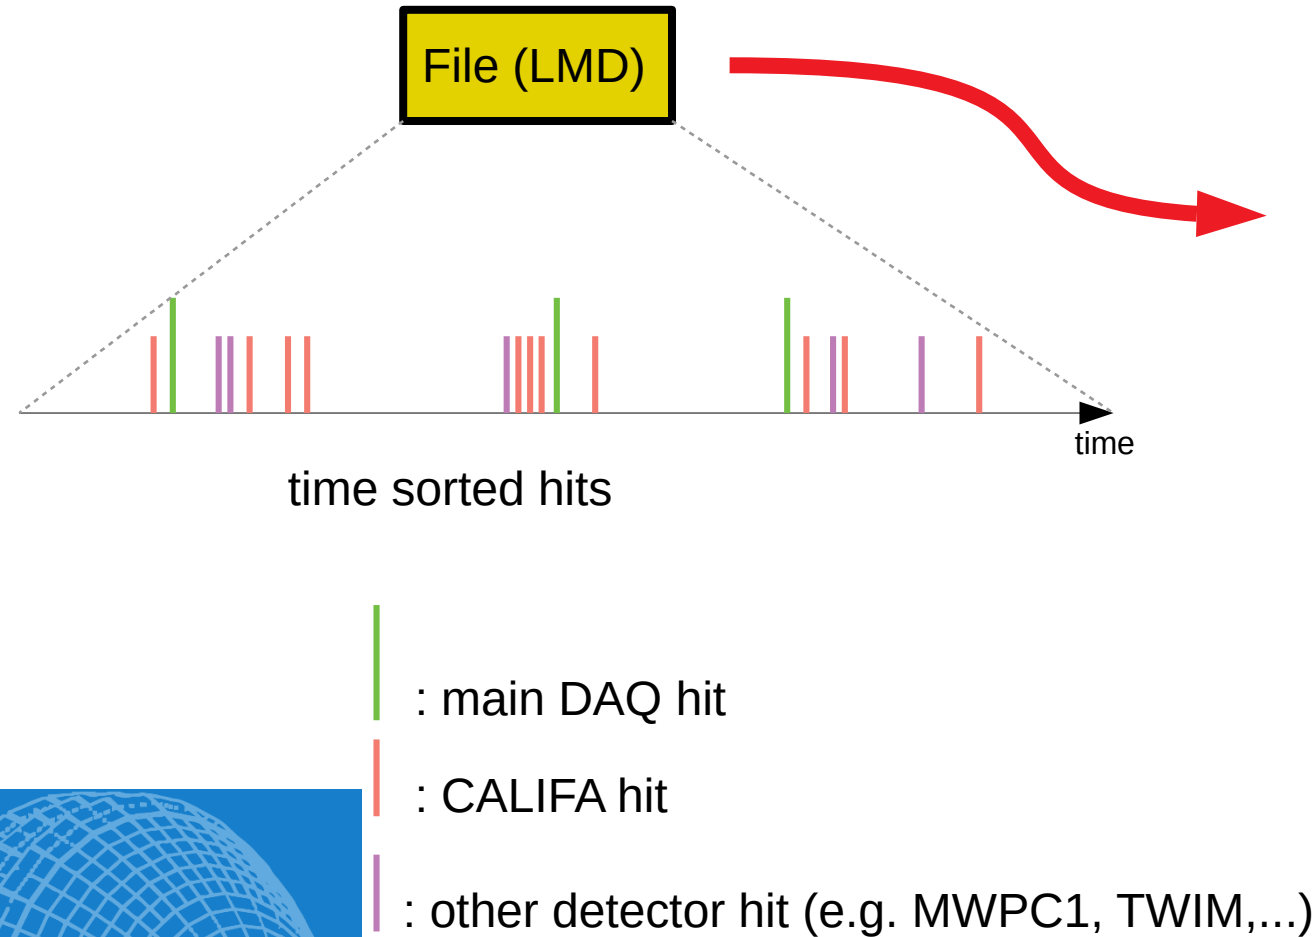 File (LMD)
time
time sorted hits
: main DAQ hit
: CALIFA hit
: other detector hit (e.g. MWPC1, TWIM,...)